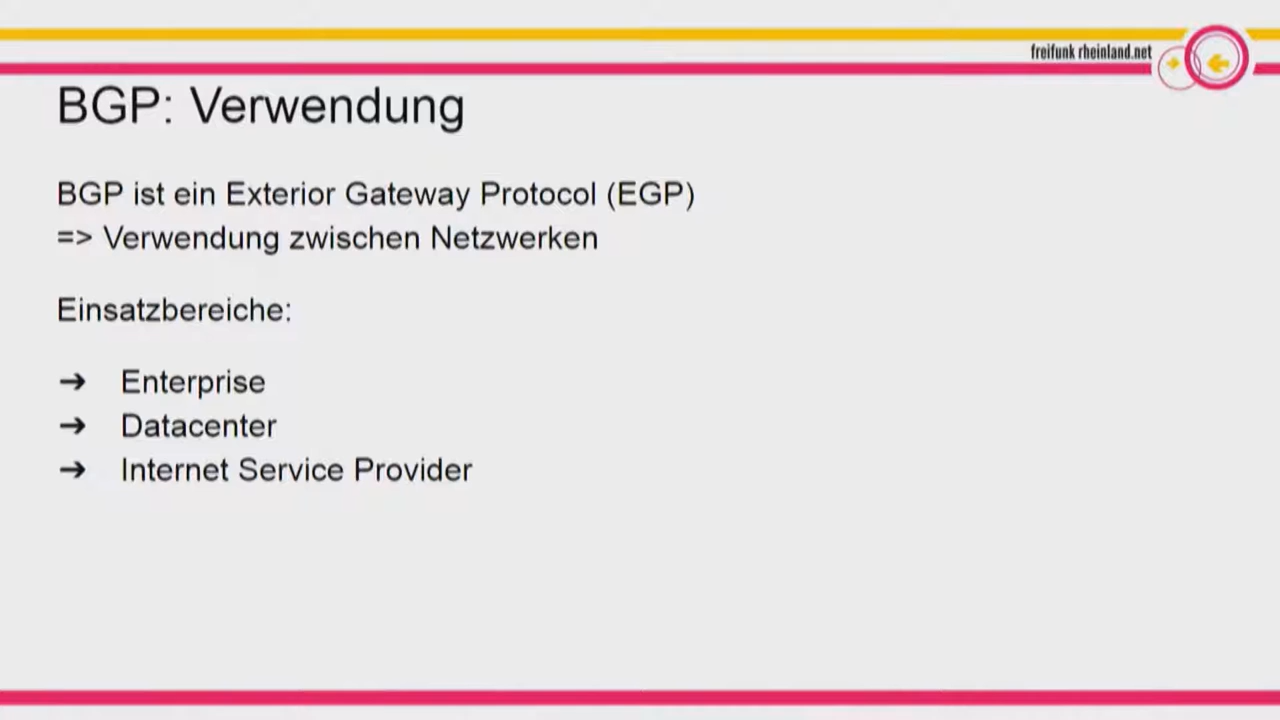 freifunk rheinland.net
BGP: Verwendung
BGP ist ein Exterior Gateway Protocol (EGP)
=> Verwendung zwischen Netzwerken
Einsatzbereiche:
➔ Enterprise
➔ Datacenter
➔ Internet Service Provider